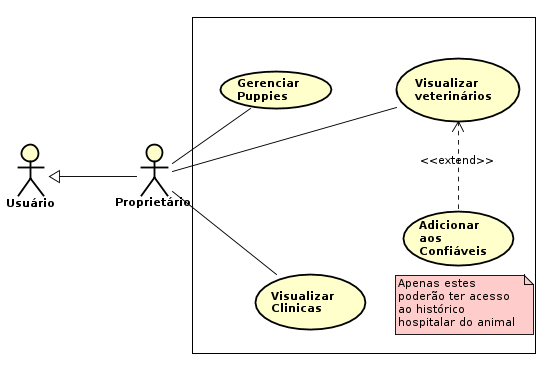 Gerenciar
Puppies
Visualizar
veterinários
<<extend>>
Usuário
Proprietário
Adicionar
aos
Confiáveis
Visualizar
Clinicas
Apenas estes
poderão ter acesso
ao histórico
hospitalar do animal